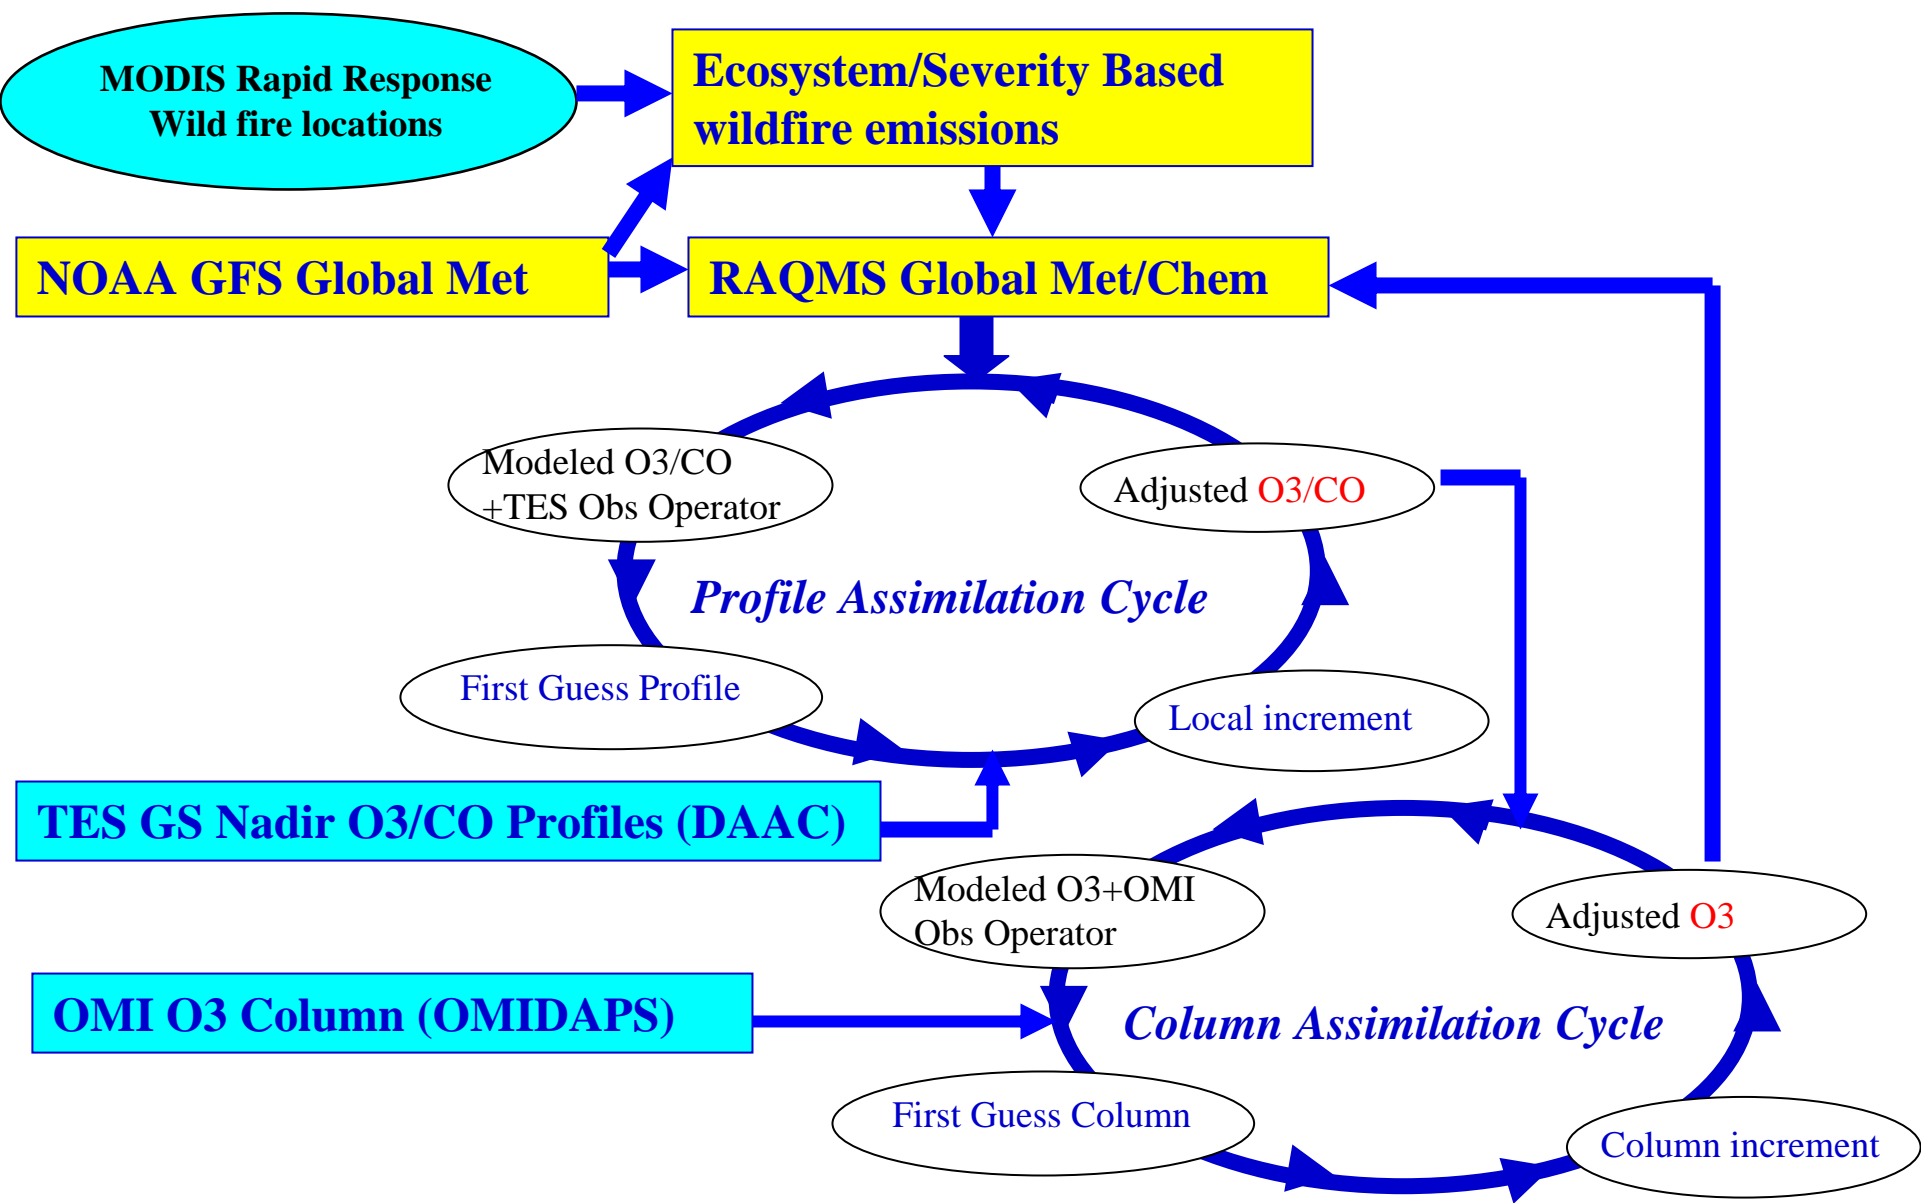 MODIS Rapid Response
Wild fire locations
Ecosystem/Severity Based
wildfire emissions
NOAA GFS Global Met
RAQMS Global Met/Chem
Modeled O3/CO
+TES Obs Operator
Adjusted O3/CO
Profile Assimilation Cycle
First Guess Profile
Local increment
TES GS Nadir O3/CO Profiles (DAAC)
Modeled O3+OMI
Obs Operator
Adjusted O3
OMI O3 Column (OMIDAPS)
Column Assimilation Cycle
First Guess Column
Column increment